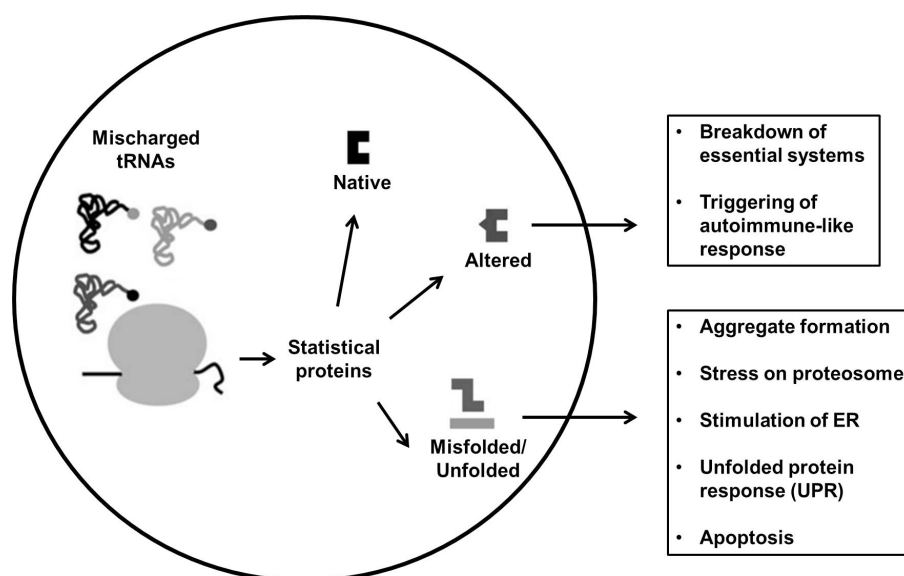 Mischarged
tRNAs
Native
Altered
Statistical
proteins
Misfolded/
Unfolded
• Breakdown of
essential systems
• Triggering of
autoimmune-like
response
• Aggregate formation
• Stress on proteosome
• Stimulation of ER
• Unfolded protein
response (UPR)
• Apoptosis